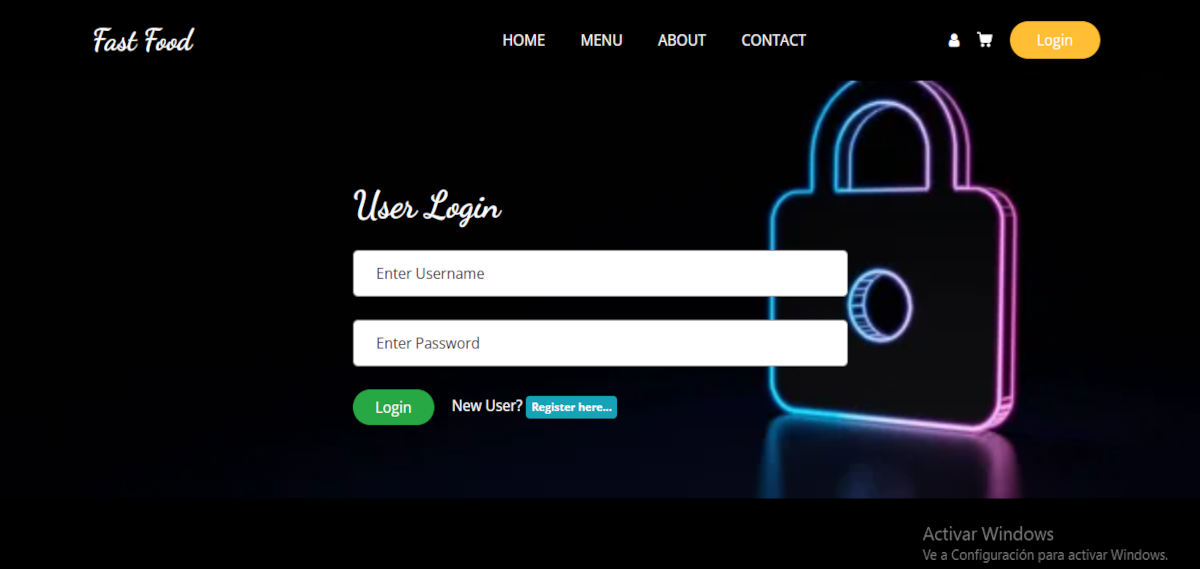 Fast Food
HOME MENU ABOUT CONTACT
Login
User Login
Enter Username
Enter Password
Login New User? Register here...
Activar Windows
Ve a Configuración para activar Windows.